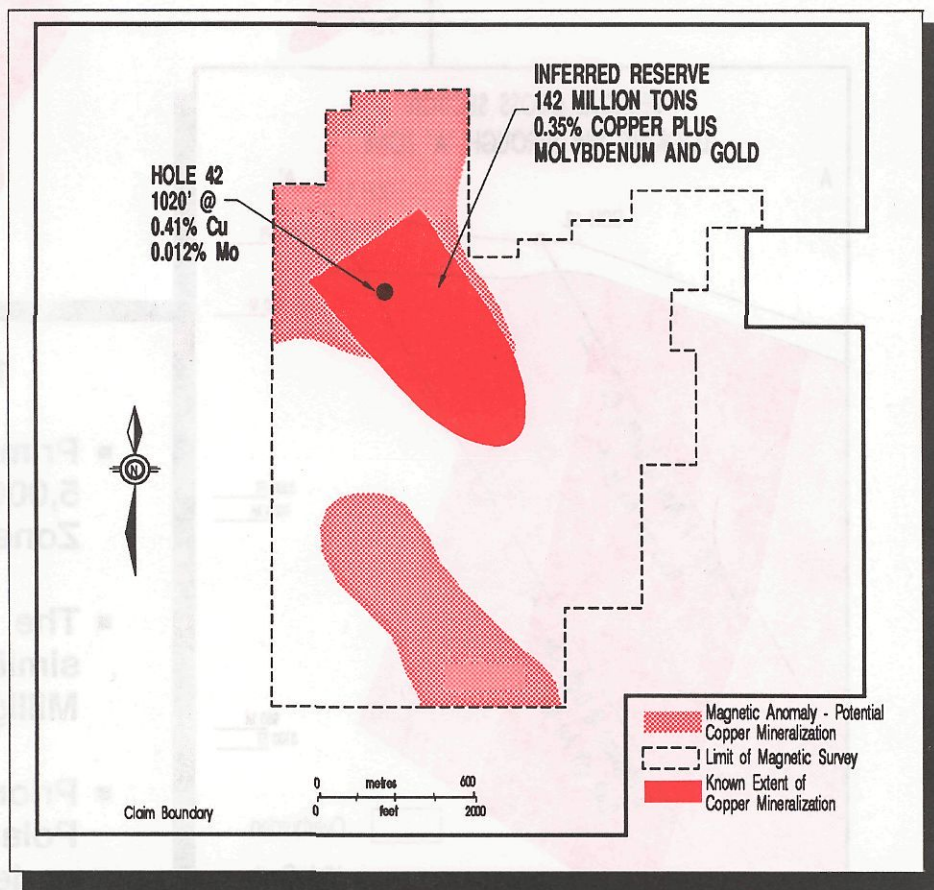 INFERRED RESERVE
142 MILLION TONS
0.35% COPPER PLUS
MOLYBDENUM AND GOLD
HOLE 42
1020' @
0.41% Cu
0.012% Mo
N
Magnetic Anomaly - Potential
Copper Mineralization
Limit of Magnetic Survey
Known Extent of
Copper Mineralization
0 metres 600
0 feet 2000
Claim Boundary